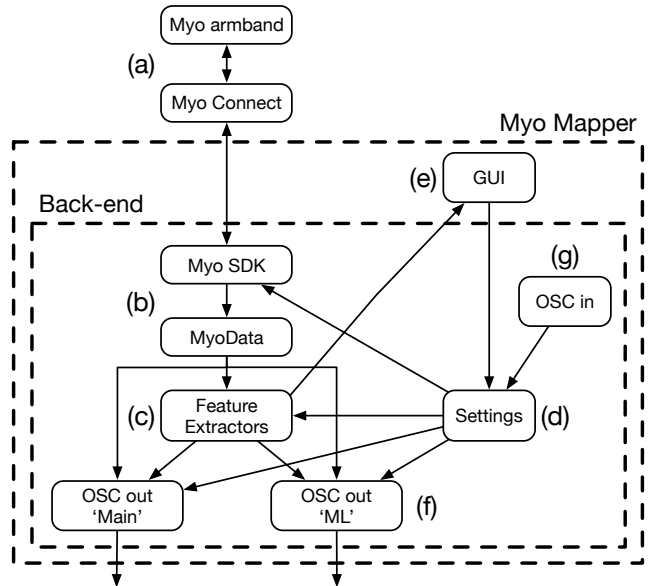 Myo armband
(a)
Myo Connect
Myo Mapper
(e)
GUI
Back-end
Myo SDK
(g)
(b)
OSC in
MyoData
(c)
Feature
Extractors
Settings
(d)
OSC out
'Main'
OSC out
'ML'
(f)